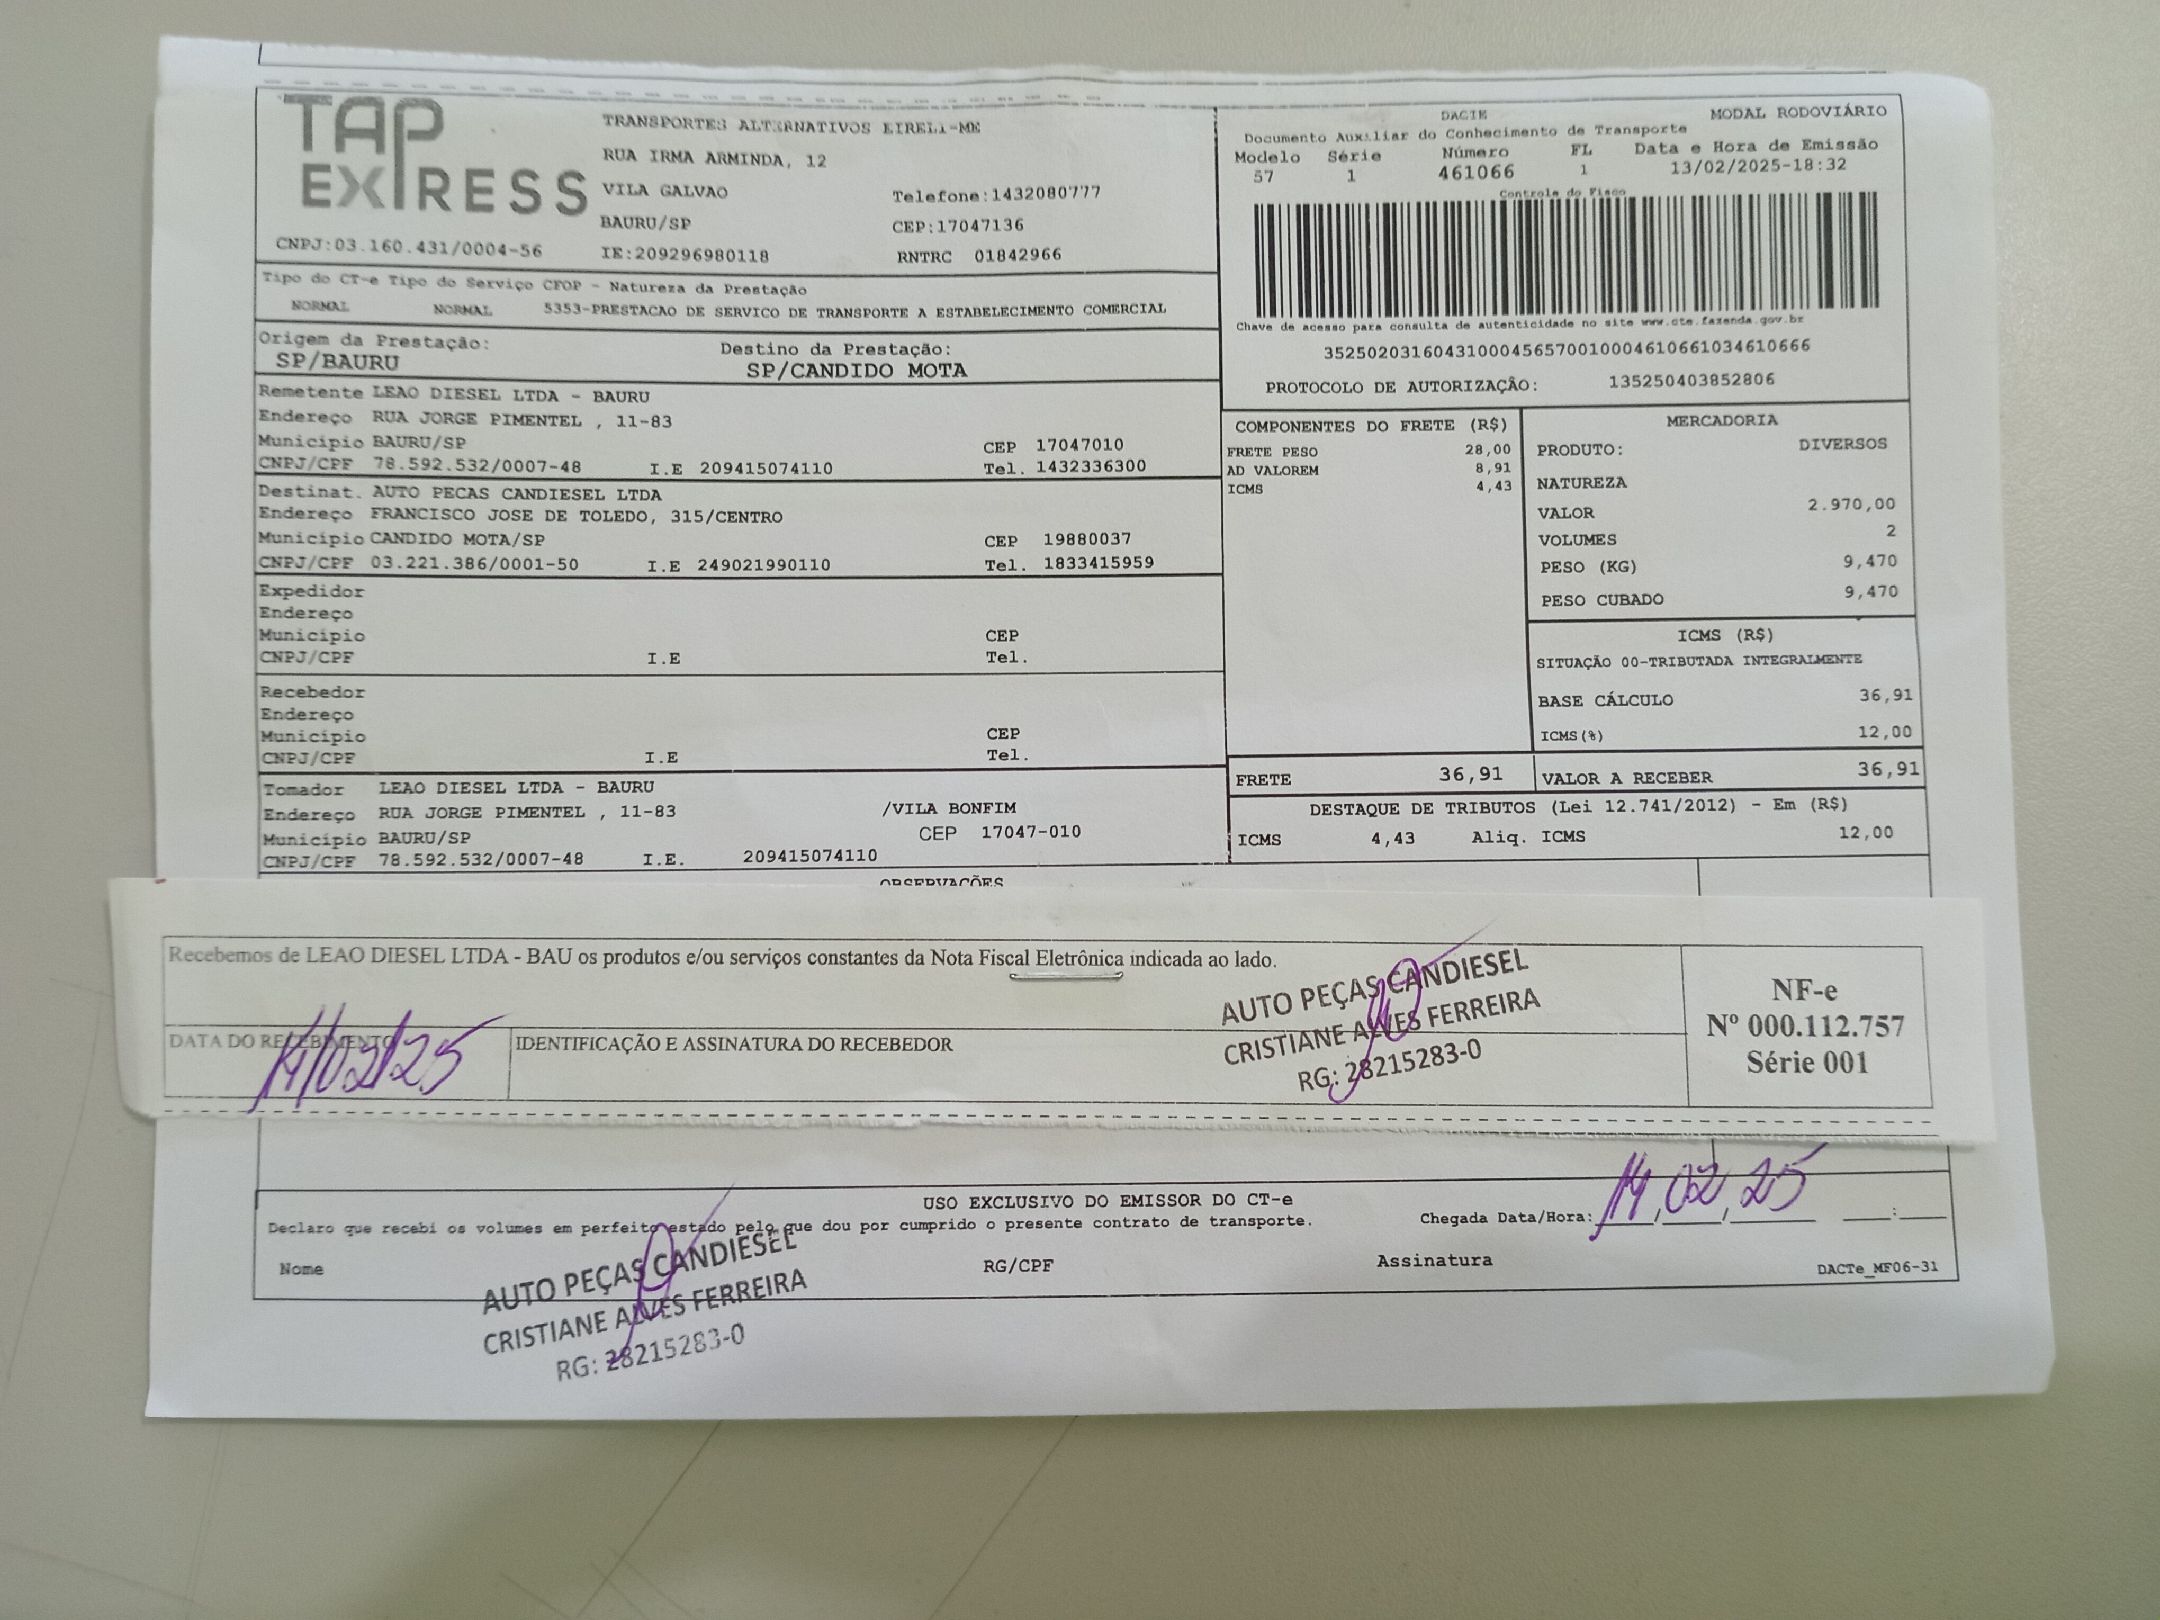 TAP EXPRESS
TRANSPORTES ALTERNATIVOS EIRELI-ME
RUA IRMA ARMINDA, 12
VILA GALVAO Telefone:1432080777
BAURU/SP CEP:17047136
CNPJ:03.160.431/0004-56 IE:209296980118 RNTRC 01842966
DACTE MODAL RODOVIÁRIO
Documento Auxiliar do Conhecimento de Transporte
Modelo Série Número FL Data e Hora de Emissão
57 1 461066 1 13/02/2025-18:32
Controle do Fisco
Chave de acesso para consulta de autenticidade no site www.cte.fazenda.gov.br
35250203160431000456570010004610661034610666
PROTOCOLO DE AUTORIZAÇÃO: 135250403852806
Tipo do CT-e Tipo do Serviço CFOP - Natureza da Prestação
NORMAL NORMAL 5353-PRESTACAO DE SERVICO DE TRANSPORTE A ESTABELECIMENTO COMERCIAL
Origem da Prestação: Destino da Prestação:
SP/BAURU SP/CANDIDO MOTA
Remetente LEAO DIESEL LTDA - BAURU
Endereço RUA JORGE PIMENTEL , 11-83
Município BAURU/SP CEP 17047010
CNPJ/CPF 78.592.532/0007-48 I.E 209415074110 Tel. 1432336300
Destinat. AUTO PECAS CANDIESEL LTDA
Endereço FRANCISCO JOSE DE TOLEDO, 315/CENTRO
Município CANDIDO MOTA/SP CEP 19880037
CNPJ/CPF 03.221.386/0001-50 I.E 249021990110 Tel. 1833415959
Expedidor
Endereço
Município CEP
CNPJ/CPF I.E Tel.
Recebedor
Endereço
Município CEP
CNPJ/CPF I.E Tel.
Tomador LEAO DIESEL LTDA - BAURU
Endereço RUA JORGE PIMENTEL , 11-83 /VILA BONFIM
Município BAURU/SP CEP 17047-010
CNPJ/CPF 78.592.532/0007-48 I.E. 209415074110
COMPONENTES DO FRETE (R$)
FRETE PESO 28,00
AD VALOREM 8,91
ICMS 4,43
MERCADORIA
PRODUTO: DIVERSOS
NATUREZA
VALOR 2.970,00
VOLUMES 2
PESO (KG) 9,470
PESO CUBADO 9,470
ICMS (R$)
SITUAÇÃO 00-TRIBUTADA INTEGRALMENTE
BASE CÁLCULO 36,91
ICMS(%) 12,00
FRETE 36,91 VALOR A RECEBER 36,91
DESTAQUE DE TRIBUTOS (Lei 12.741/2012) - Em (R$)
ICMS 4,43 Aliq. ICMS 12,00
OBSERVAÇÕES
Recebemos de LEAO DIESEL LTDA - BAU os produtos e/ou serviços constantes da Nota Fiscal Eletrônica indicada ao lado.
DATA DO RECEBIMENTO IDENTIFICAÇÃO E ASSINATURA DO RECEBEDOR
14/02/25
AUTO PEÇAS CANDIESEL
CRISTIANE ALVES FERREIRA
RG: 28215283-0
NF-e
Nº 000.112.757
Série 001
USO EXCLUSIVO DO EMISSOR DO CT-e
Declaro que recebi os volumes em perfeito estado pelo que dou por cumprido o presente contrato de transporte.
Chegada Data/Hora: 14/02/25 :
Nome RG/CPF Assinatura DACTe_MF06-31
AUTO PEÇAS CANDIESEL
CRISTIANE ALVES FERREIRA
RG: 28215283-0